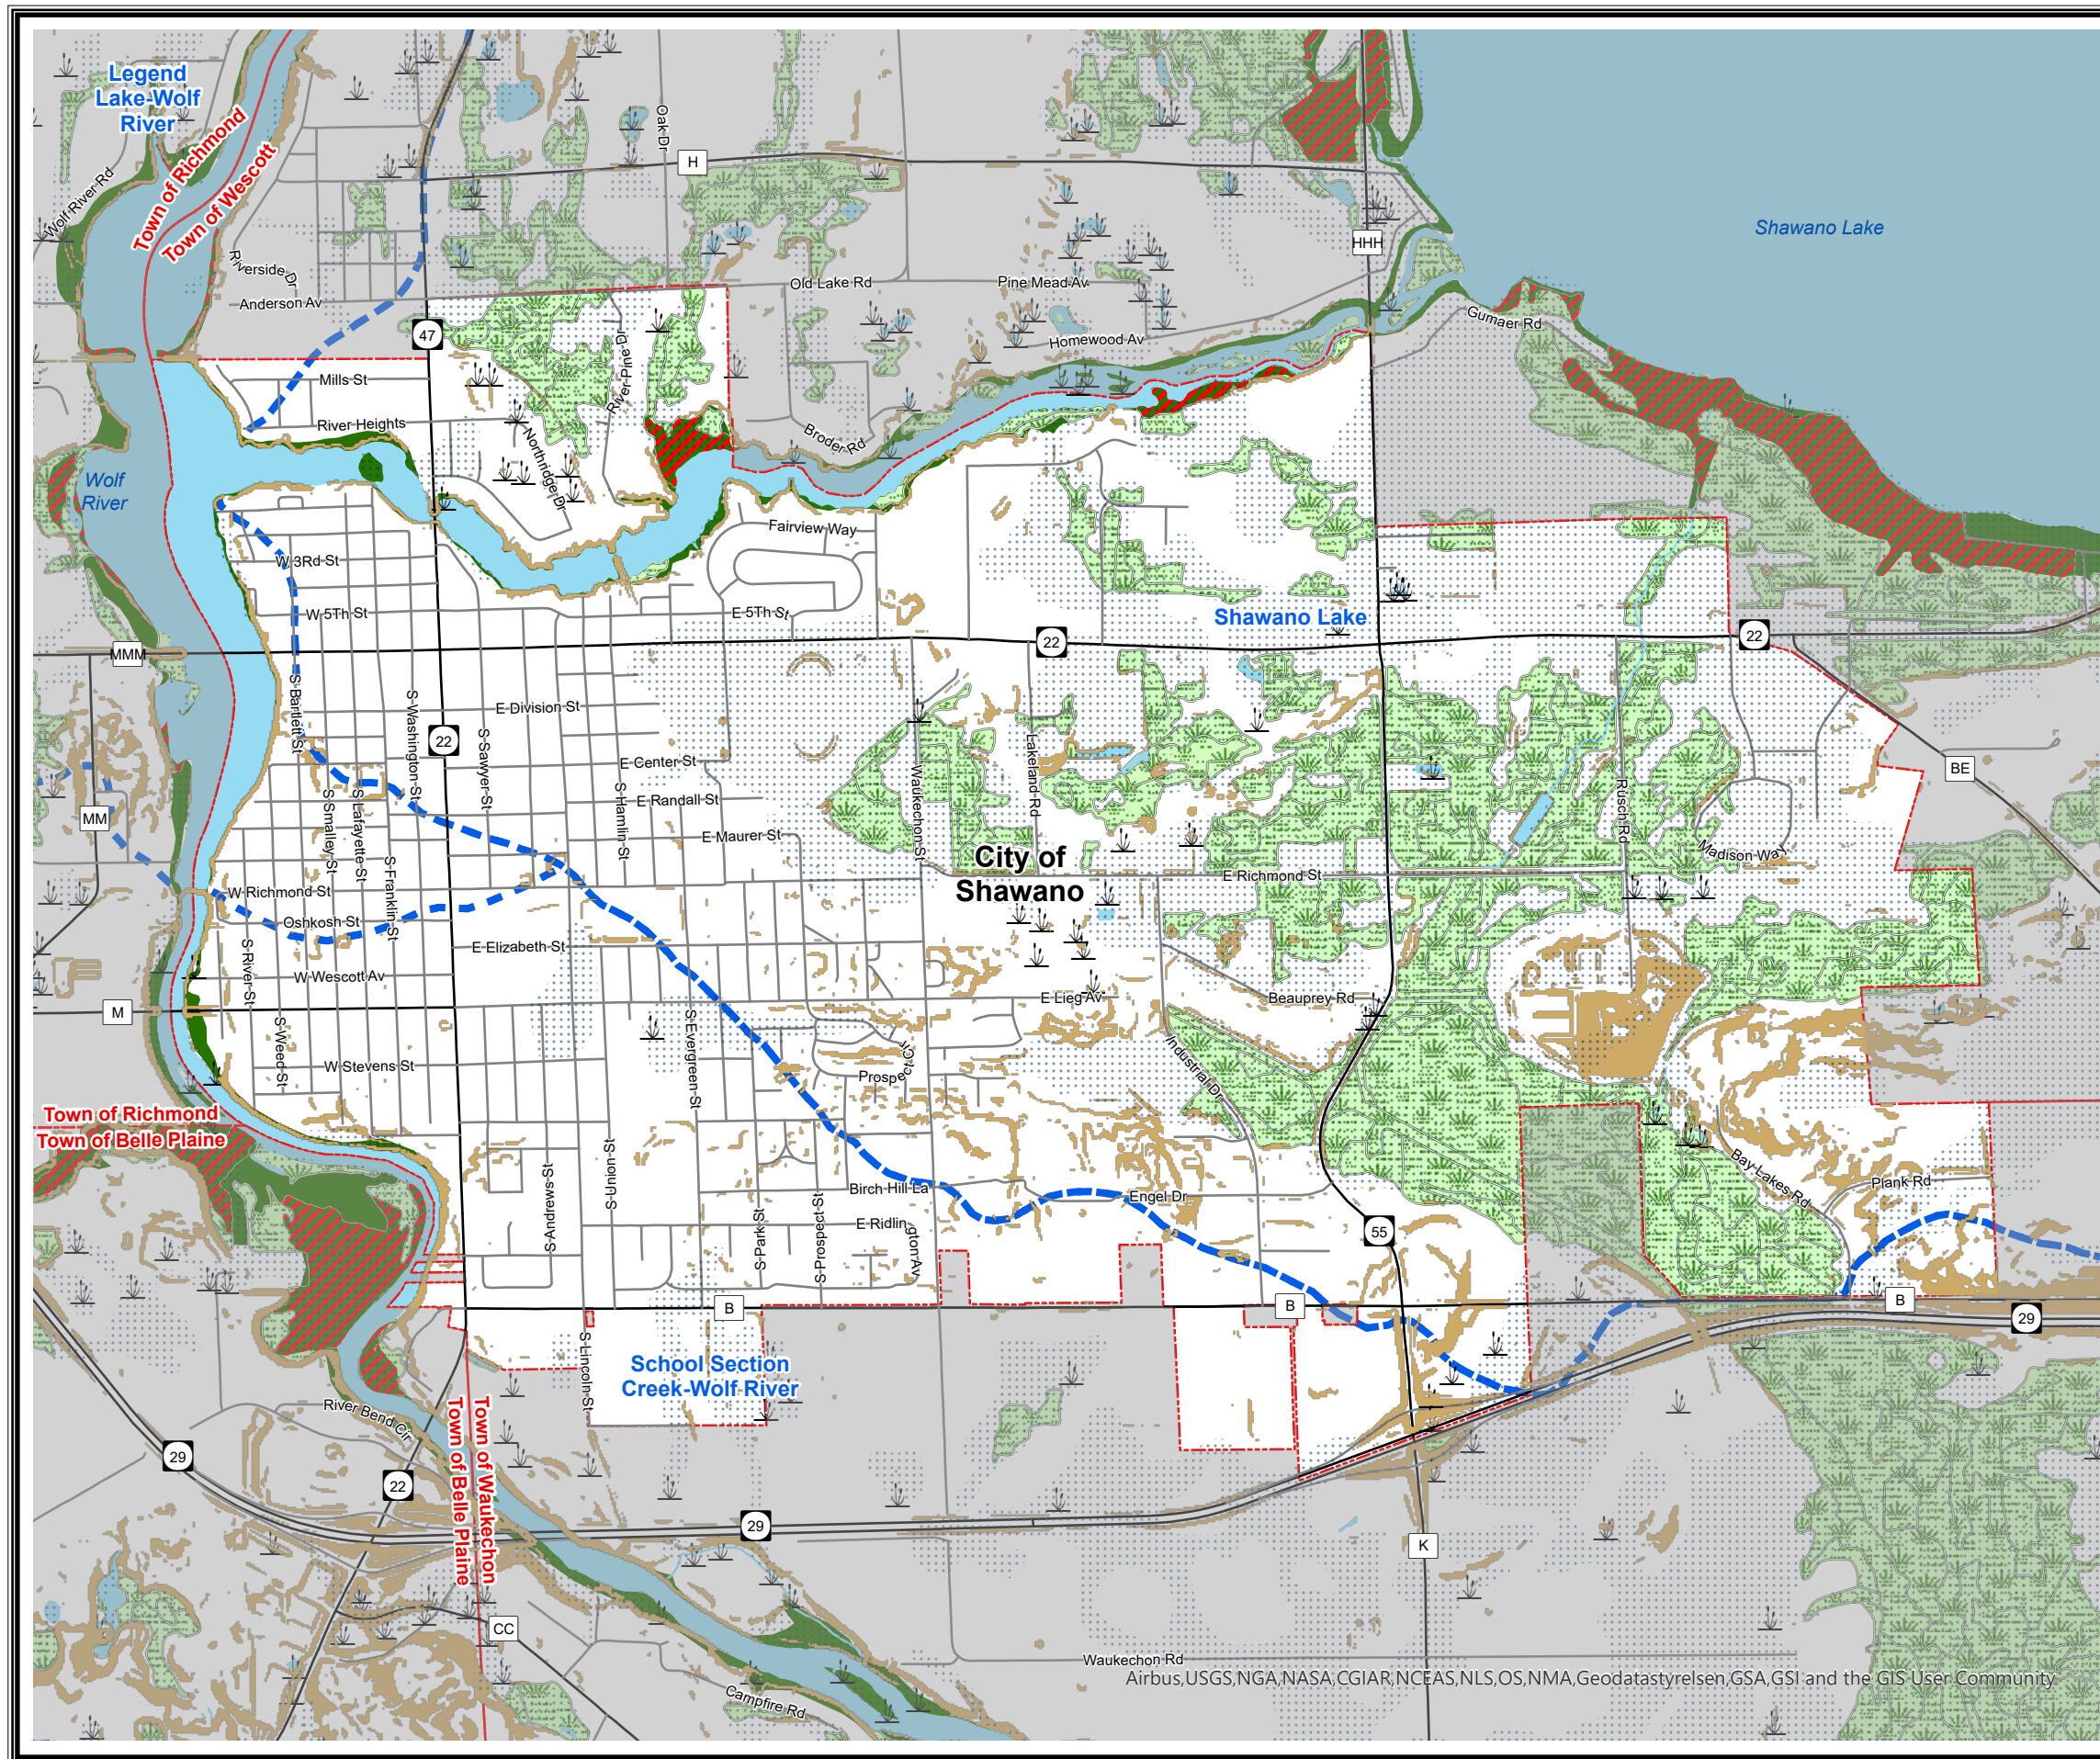 Legend
Lake-Wolf
River
Town of Richmond
Town of Wescott
Wolf River Rd
Riverside Dr
Anderson Av
Oak Dr
H
HHH
Shawano Lake
Old Lake Rd
Pine Mead Av
Homewood Av
Gumaer Rd
47
Mills St
River Heights
River Pine Dr
Northridge Dr
Broder Rd
Wolf
River
Fairview Way
W 3Rd St
W 5Th St
E 5Th St
Shawano Lake
MMM
22
22
S Bartlett St
S Washington St
22
E Division St
S Sawyer St
E Center St
S Hamlin St
E Randall St
E Maurer St
Waukechon St
Lakeland Rd
Rusch Rd
Madison Way
BE
MM
S Smalley St
S Lafayette St
S Franklin St
City of
Shawano
W Richmond St
E Richmond St
Oshkosh St
E Elizabeth St
S River St
W Wescott Av
M
E Lieg Av
Beauprey Rd
S Weed St
W Stevens St
S Evergreen St
Prospect Cir
Industrial Dr
Town of Richmond
Town of Belle Plaine
S Andrews St
S Union St
Birch Hill La
Engel Dr
Bay Lakes Rd
Plank Rd
S Park St
S Prospect St
E Ridlington Av
55
B
B
B
29
S Lincoln St
School Section
Creek-Wolf River
River Bend Cir
Town of Waukechon
Town of Belle Plaine
29
22
29
K
CC
Waukechon Rd
Campfire Rd
Airbus,USGS,NGA,NASA,CGIAR,NCEAS,NLS,OS,NMA,Geodatastyrelsen,GSA,GSI and the GIS User Community